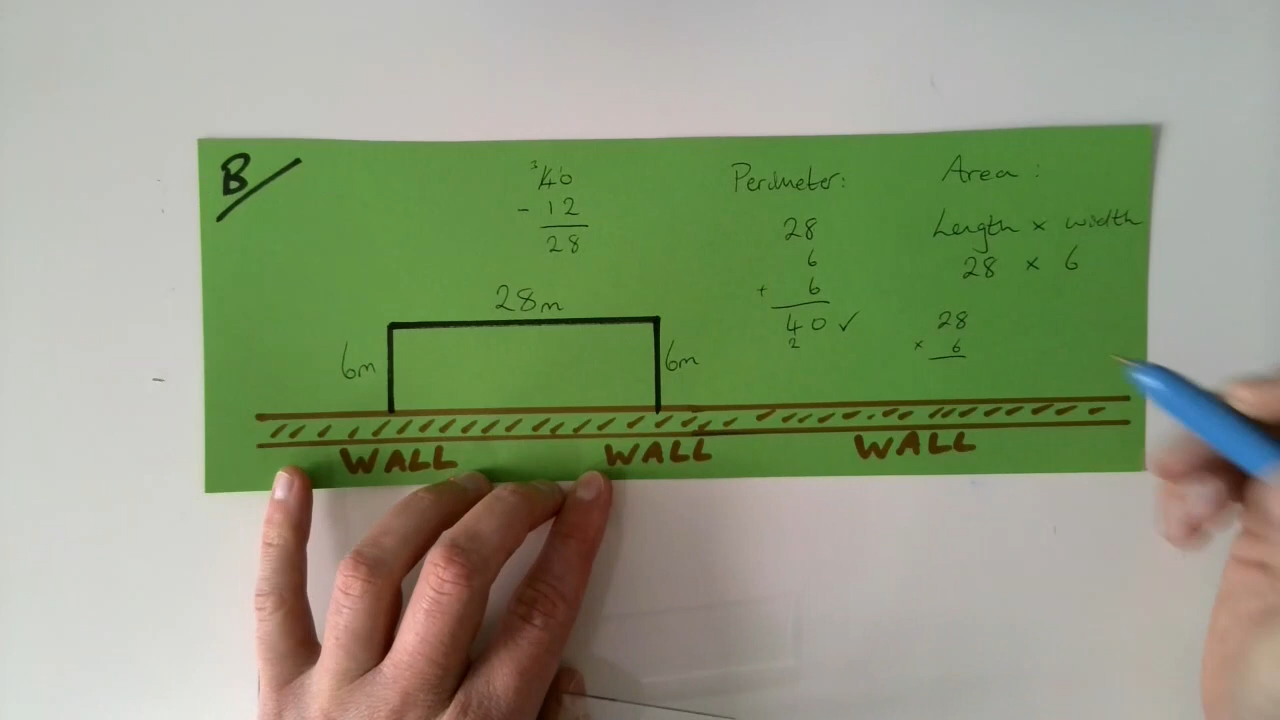 B
³40
- 12
28
28m
6m
6m
WALL WALL WALL
Perimeter:
28
6
+ 6
40 ✓
2
Area:
Length × width
28 × 6
28
× 6